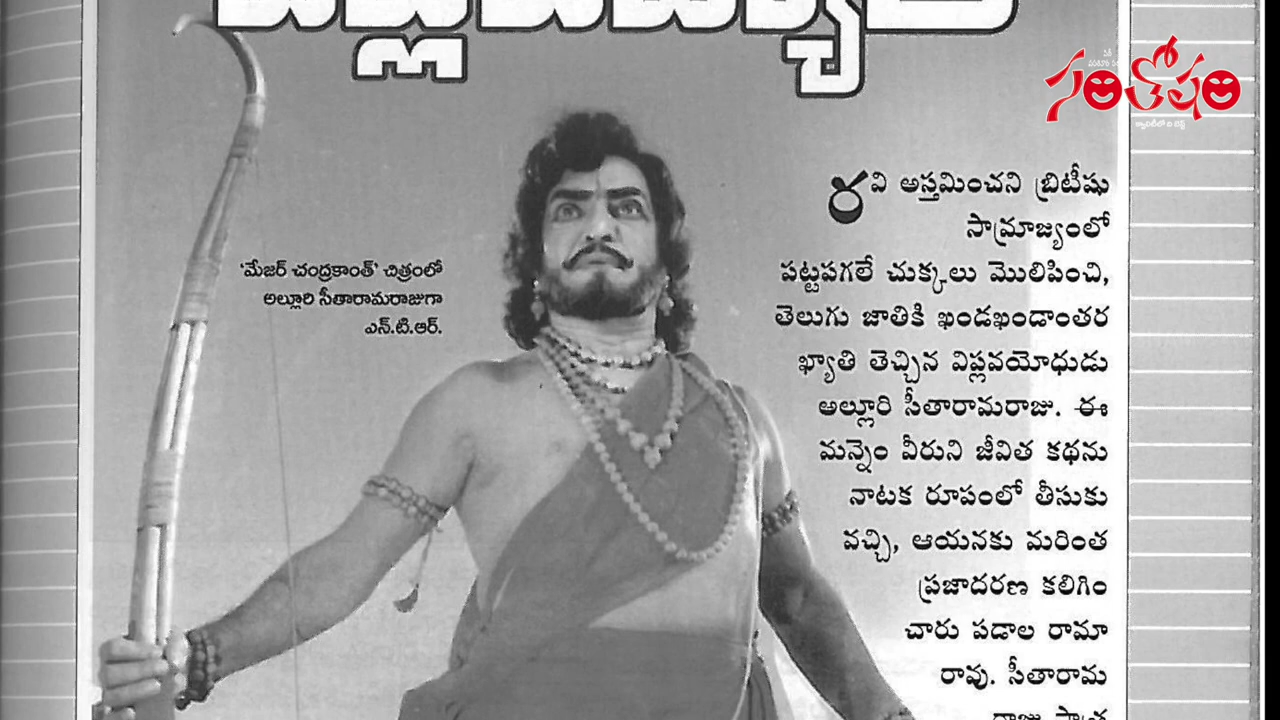 సంతోషం
రవి అస్తమించని బ్రిటీషు
సామ్రాజ్యంలో
పట్టపగలే చుక్కలు మొలిపించి,
తెలుగు జాతికి ఖండఖండాంతర
ఖ్యాతి తెచ్చిన విప్లవయోధుడు
అల్లూరి సీతారామరాజు. ఈ
మన్నెం వీరుని జీవిత కథను
నాటక రూపంలో తీసుకు
వచ్చి, ఆయనకు మరింత
ప్రజాదరణ కలిగిం
చారు పడాల రామా
రావు. సీతారామ
'మేజర్ చంద్రకాంత్' చిత్రంలో
అల్లూరి సీతారామరాజుగా
ఎన్.టి.ఆర్.